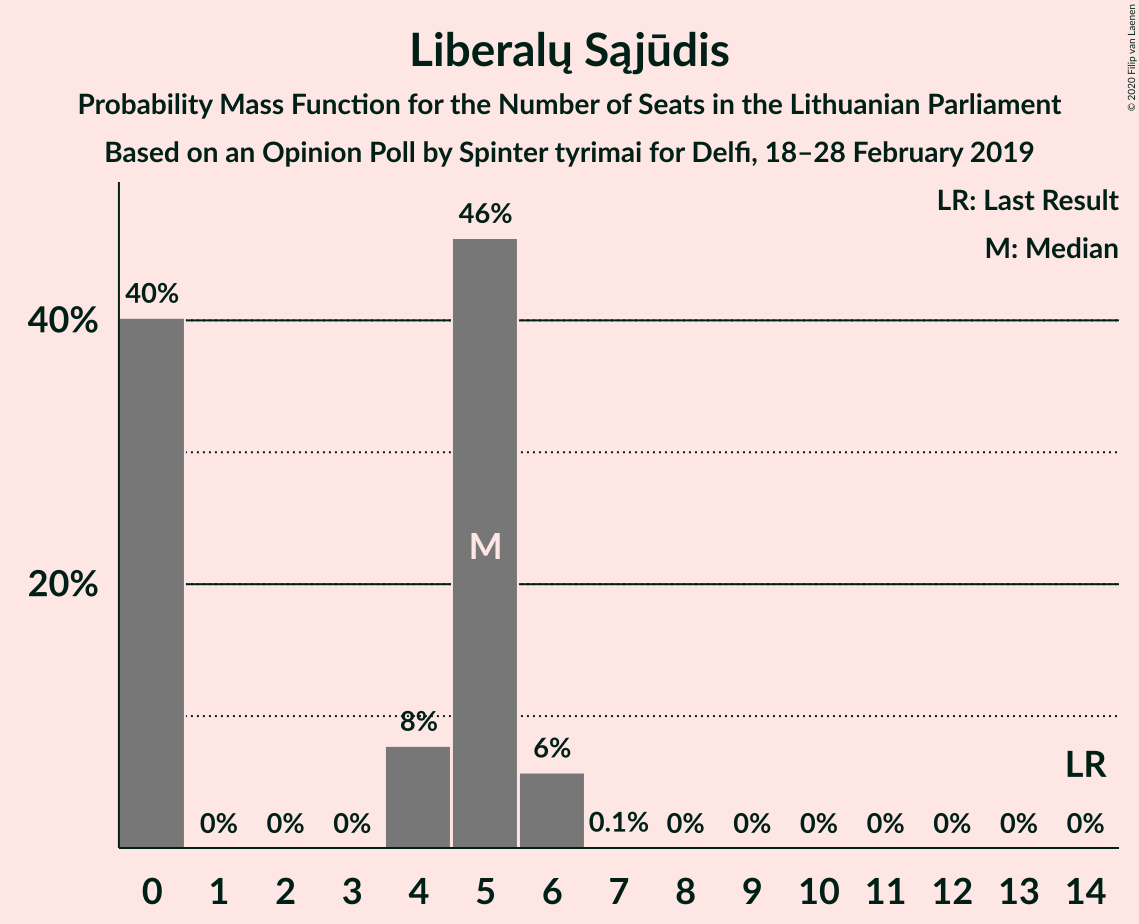 Liberalų Sąjūdis
Probability Mass Function for the Number of Seats in the Lithuanian Parliament
Based on an Opinion Poll by Spinter tyrimai for Delfi, 18–28 February 2019
© 2020 Filip van Laenen
LR: Last Result
M: Median
46%
40%
40%
M
20%
8%
6%
LR
0% 0% 0% 0.1% 0% 0% 0% 0% 0% 0% 0%
0 1 2 3 4 5 6 7 8 9 10 11 12 13 14